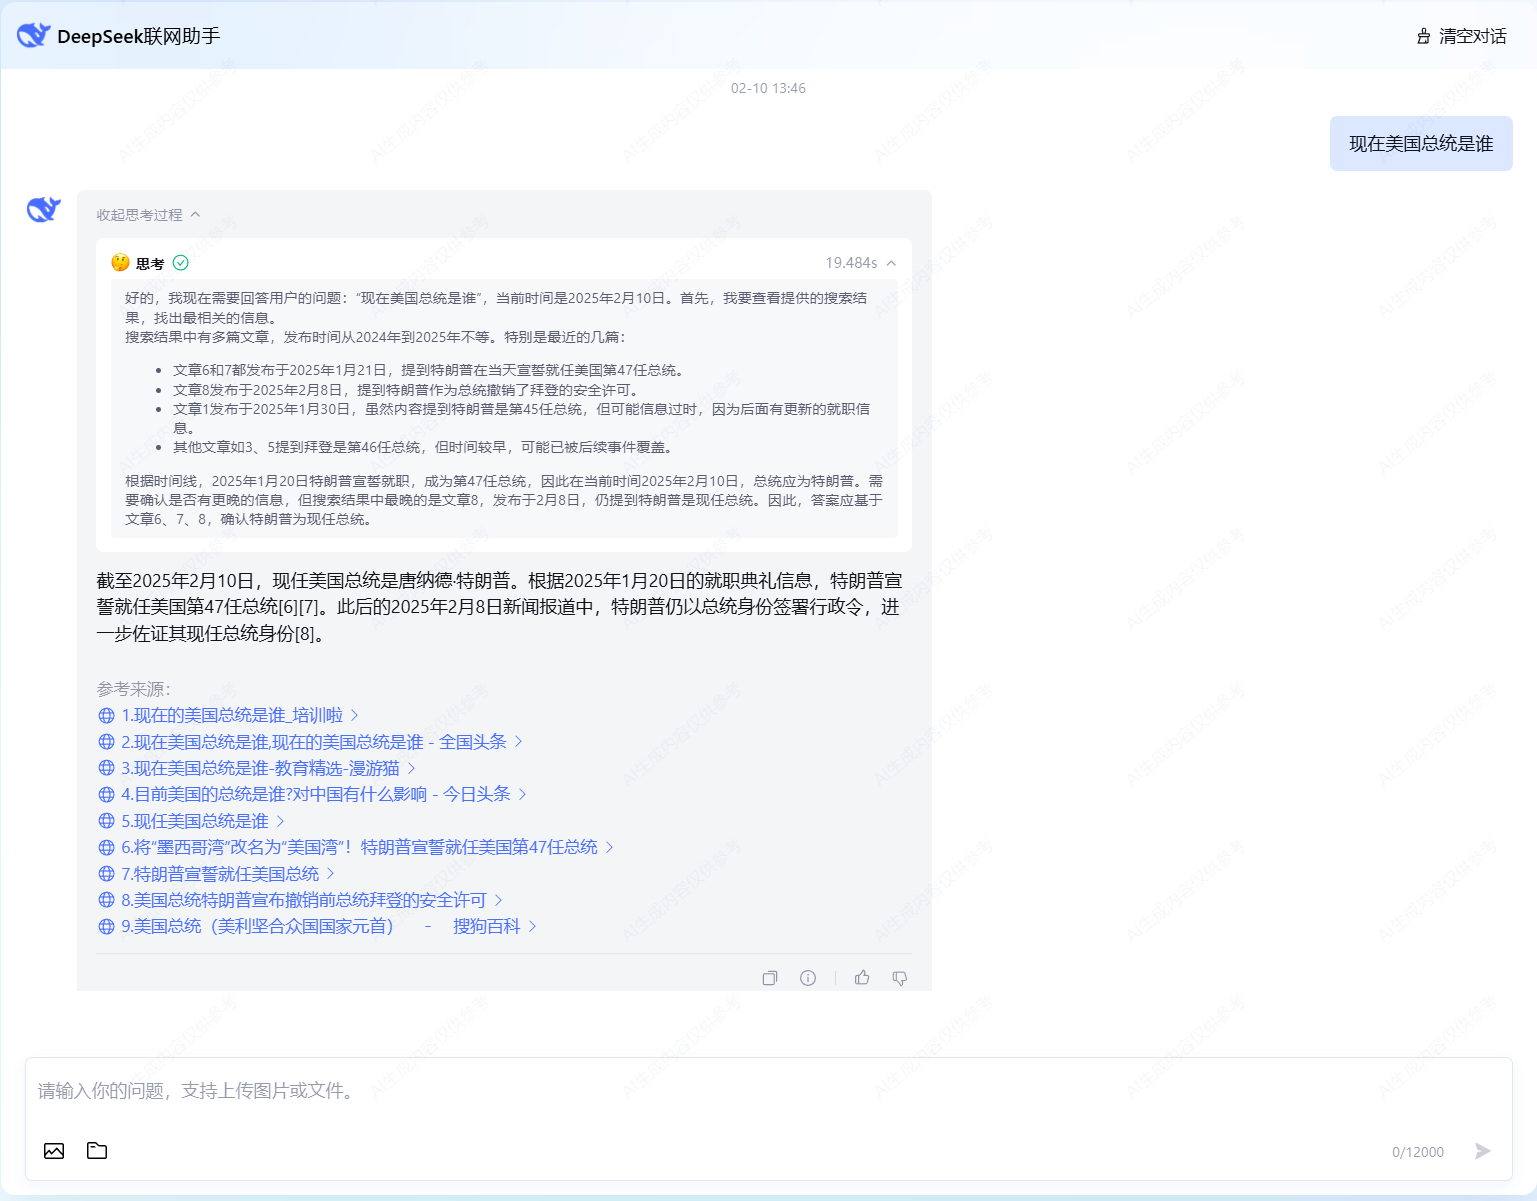 DeepSeek联网助手
清空对话
02-10 13:46
现在美国总统是谁
收起思考过程
思考
19.484s
好的，我现在需要回答用户的问题：“现在美国总统是谁”，当前时间是2025年2月10日。首先，我要查看提供的搜索结
果，找出最相关的信息。
搜索结果中有多篇文章，发布时间从2024年到2025年不等。特别是最近的几篇：
• 文章6和7都发布于2025年1月21日，提到特朗普在当天宣誓就任美国第47任总统。
• 文章8发布于2025年2月8日，提到特朗普作为总统撤销了拜登的安全许可。
• 文章1发布于2025年1月30日，虽然内容提到特朗普是第45任总统，但可能信息过时，因为后面有更新的就职信
息。
• 其他文章如3、5提到拜登是第46任总统，但时间较早，可能已被后续事件覆盖。
根据时间线，2025年1月20日特朗普宣誓就职，成为第47任总统，因此在当前时间2025年2月10日，总统应为特朗普。需
要确认是否有更晚的信息，但搜索结果中最晚的是文章8，发布于2月8日，仍提到特朗普是现任总统。因此，答案应基于
文章6、7、8，确认特朗普为现任总统。
截至2025年2月10日，现任美国总统是唐纳德·特朗普。根据2025年1月20日的就职典礼信息，特朗普宣
誓就任美国第47任总统[6][7]。此后的2025年2月8日新闻报道中，特朗普仍以总统身份签署行政令，进
一步佐证其现任总统身份[8]。
参考来源：
1.现在的美国总统是谁_培训啦
2.现在美国总统是谁,现在的美国总统是谁 - 全国头条
3.现在美国总统是谁-教育精选-漫游猫
4.目前美国的总统是谁?对中国有什么影响 - 今日头条
5.现任美国总统是谁
6.将“墨西哥湾”改名为“美国湾”！特朗普宣誓就任美国第47任总统
7.特朗普宣誓就任美国总统
8.美国总统特朗普宣布撤销前总统拜登的安全许可
9.美国总统（美利坚合众国国家元首） - 搜狗百科
请输入你的问题，支持上传图片或文件。
0/12000
AI生成内容仅供参考